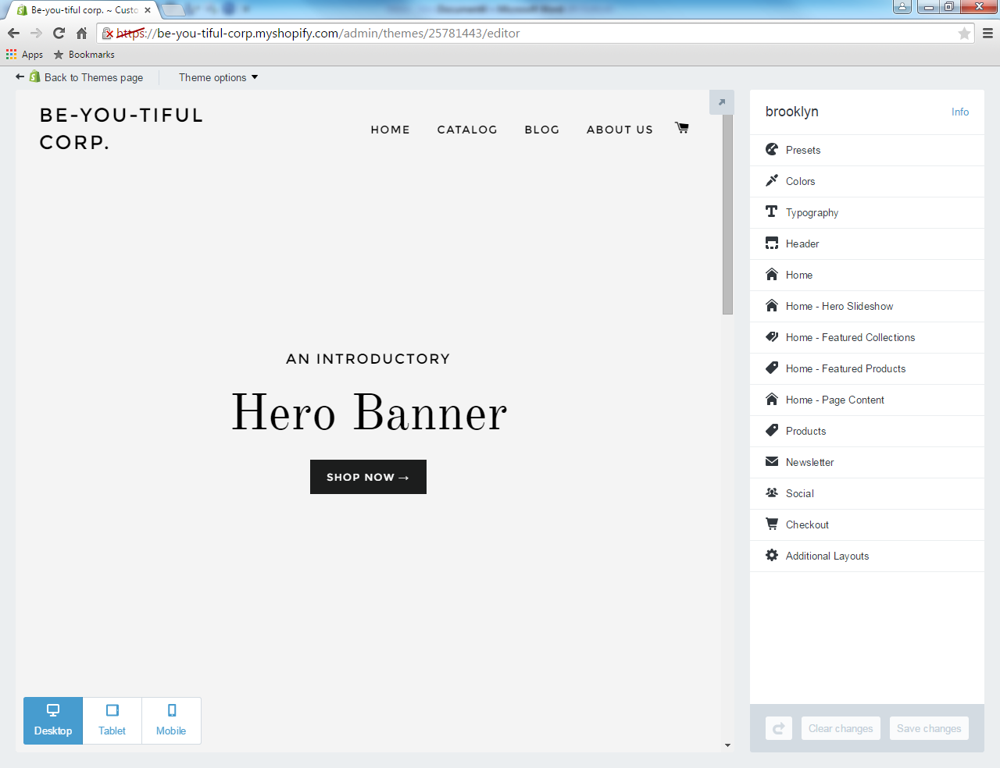 Be-you-tiful corp. ~ Custo
https://be-you-tiful-corp.myshopify.com/admin/themes/25781443/editor
Apps Bookmarks
Back to Themes page Theme options
BE-YOU-TIFUL
CORP.
HOME CATALOG BLOG ABOUT US
AN INTRODUCTORY
Hero Banner
SHOP NOW →
Desktop Tablet Mobile
brooklyn Info
Presets
Colors
Typography
Header
Home
Home - Hero Slideshow
Home - Featured Collections
Home - Featured Products
Home - Page Content
Products
Newsletter
Social
Checkout
Additional Layouts
Clear changes Save changes